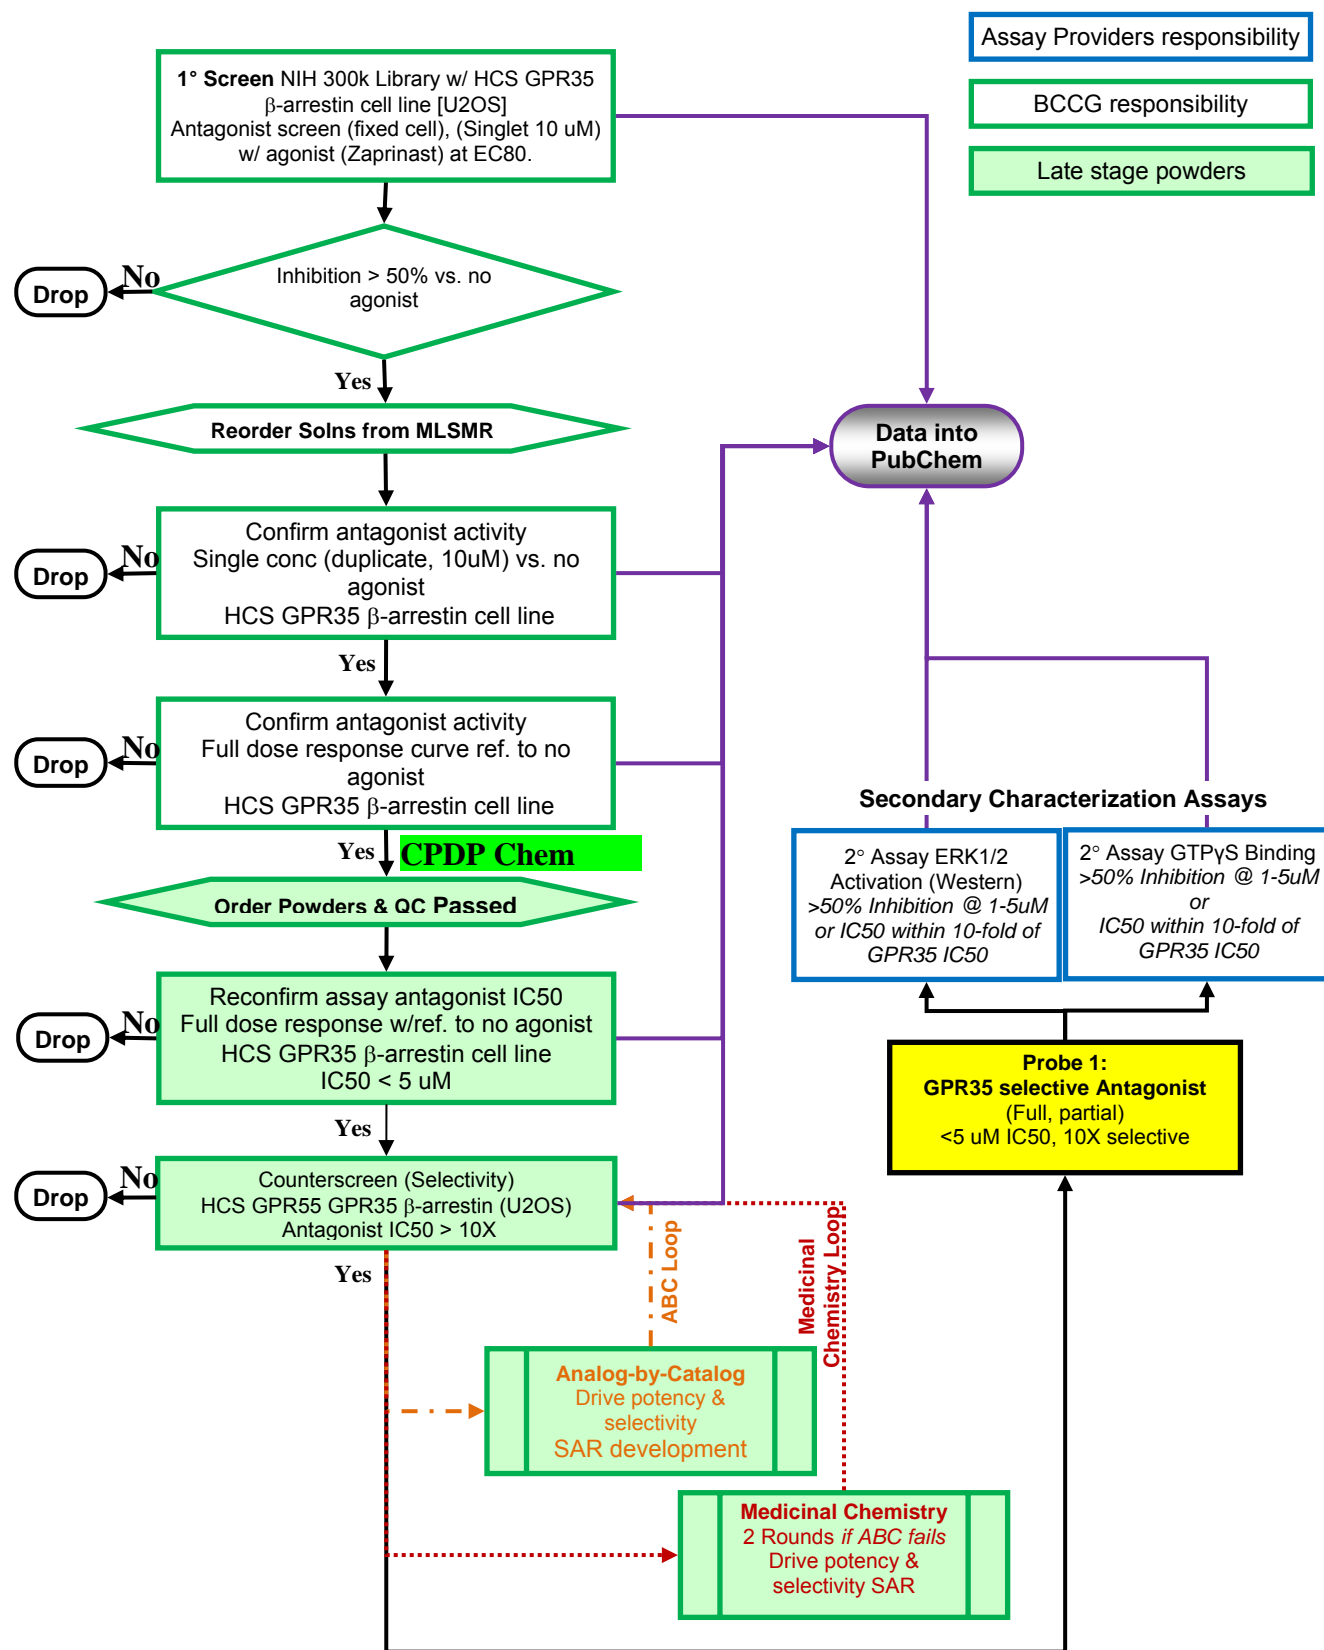 Assay Providers responsibility
BCCG responsibility
Late stage powders
1° Screen NIH 300k Library w/ HCS GPR35
β-arrestin cell line [U2OS]
Antagonist screen (fixed cell), (Singlet 10 uM)
w/ agonist (Zaprinast) at EC80.
Inhibition > 50% vs. no
agonist
No
Drop
Yes
Reorder Solns from MLSMR
Data into
PubChem
Confirm antagonist activity
Single conc (duplicate, 10uM) vs. no
agonist
HCS GPR35 β-arrestin cell line
No
Drop
Yes
Confirm antagonist activity
Full dose response curve ref. to no
agonist
HCS GPR35 β-arrestin cell line
No
Drop
Yes
CPDP Chem
Order Powders & QC Passed
Secondary Characterization Assays
2° Assay ERK1/2
Activation (Western)
>50% Inhibition @ 1-5uM
or IC50 within 10-fold of
GPR35 IC50
2° Assay GTPγS Binding
>50% Inhibition @ 1-5uM
or
IC50 within 10-fold of
GPR35 IC50
Reconfirm assay antagonist IC50
Full dose response w/ref. to no agonist
HCS GPR35 β-arrestin cell line
IC50 < 5 uM
No
Drop
Yes
Probe 1:
GPR35 selective Antagonist
(Full, partial)
<5 uM IC50, 10X selective
Counterscreen (Selectivity)
HCS GPR55 GPR35 β-arrestin (U2OS)
Antagonist IC50 > 10X
No
Drop
Yes
ABC Loop
Medicinal
Chemistry Loop
Analog-by-Catalog
Drive potency &
selectivity
SAR development
Medicinal Chemistry
2 Rounds if ABC fails
Drive potency &
selectivity SAR